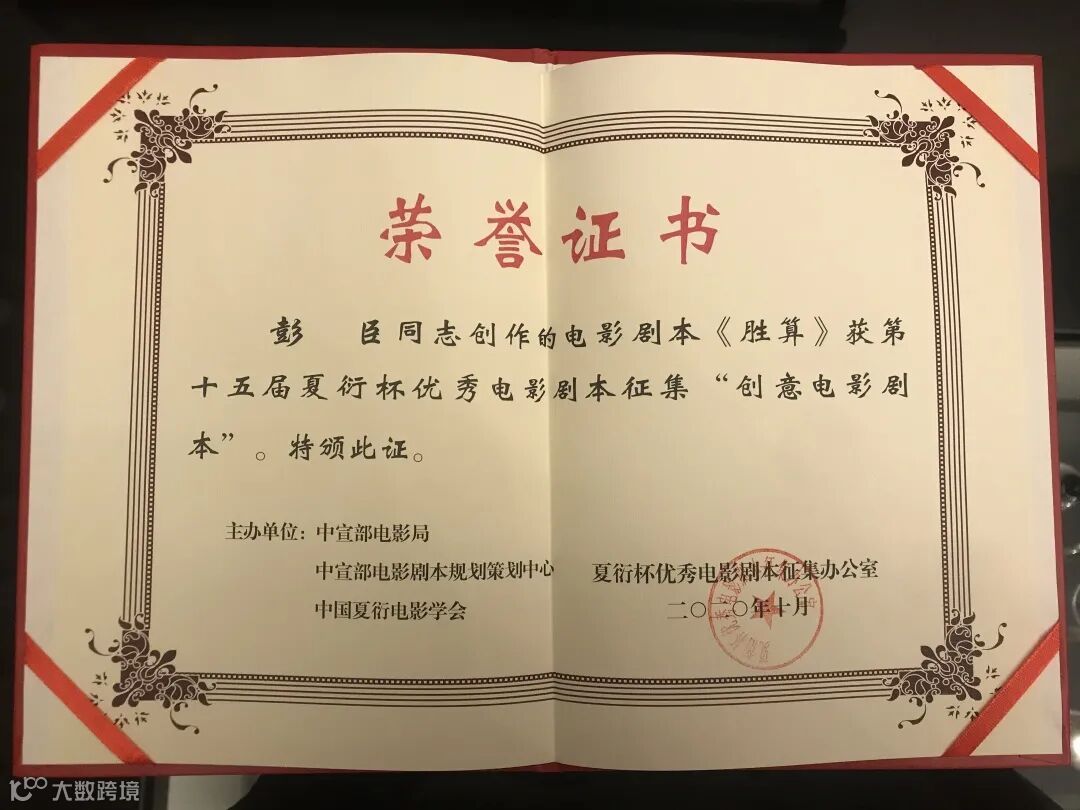 荣誉证书
彭 臣同志创作的电影剧本《胜算》获第
十五届夏衍杯优秀电影剧本征集“创意电影剧
本”。特颁此证。
主办单位：中宣部电影局
中宣部电影剧本规划策划中心
中国夏衍电影学会
夏衍杯优秀电影剧本征集办公室
二〇二〇年十月
大数跨境